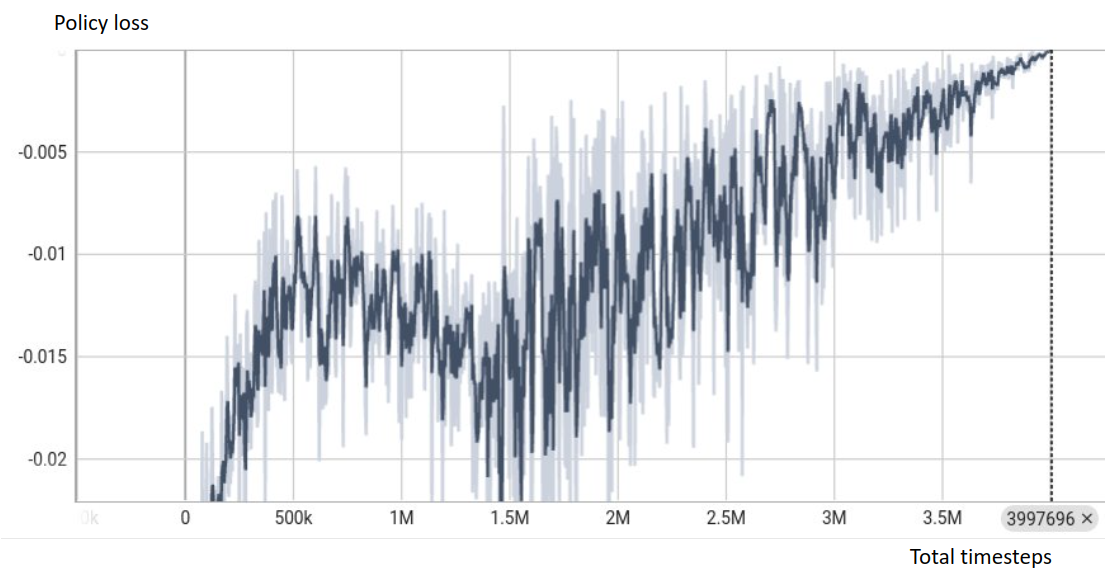 Policy loss
-0.005
-0.01
-0.015
-0.02
0 500k 1M 1.5M 2M 2.5M 3M 3.5M 3997696 ×
Total timesteps